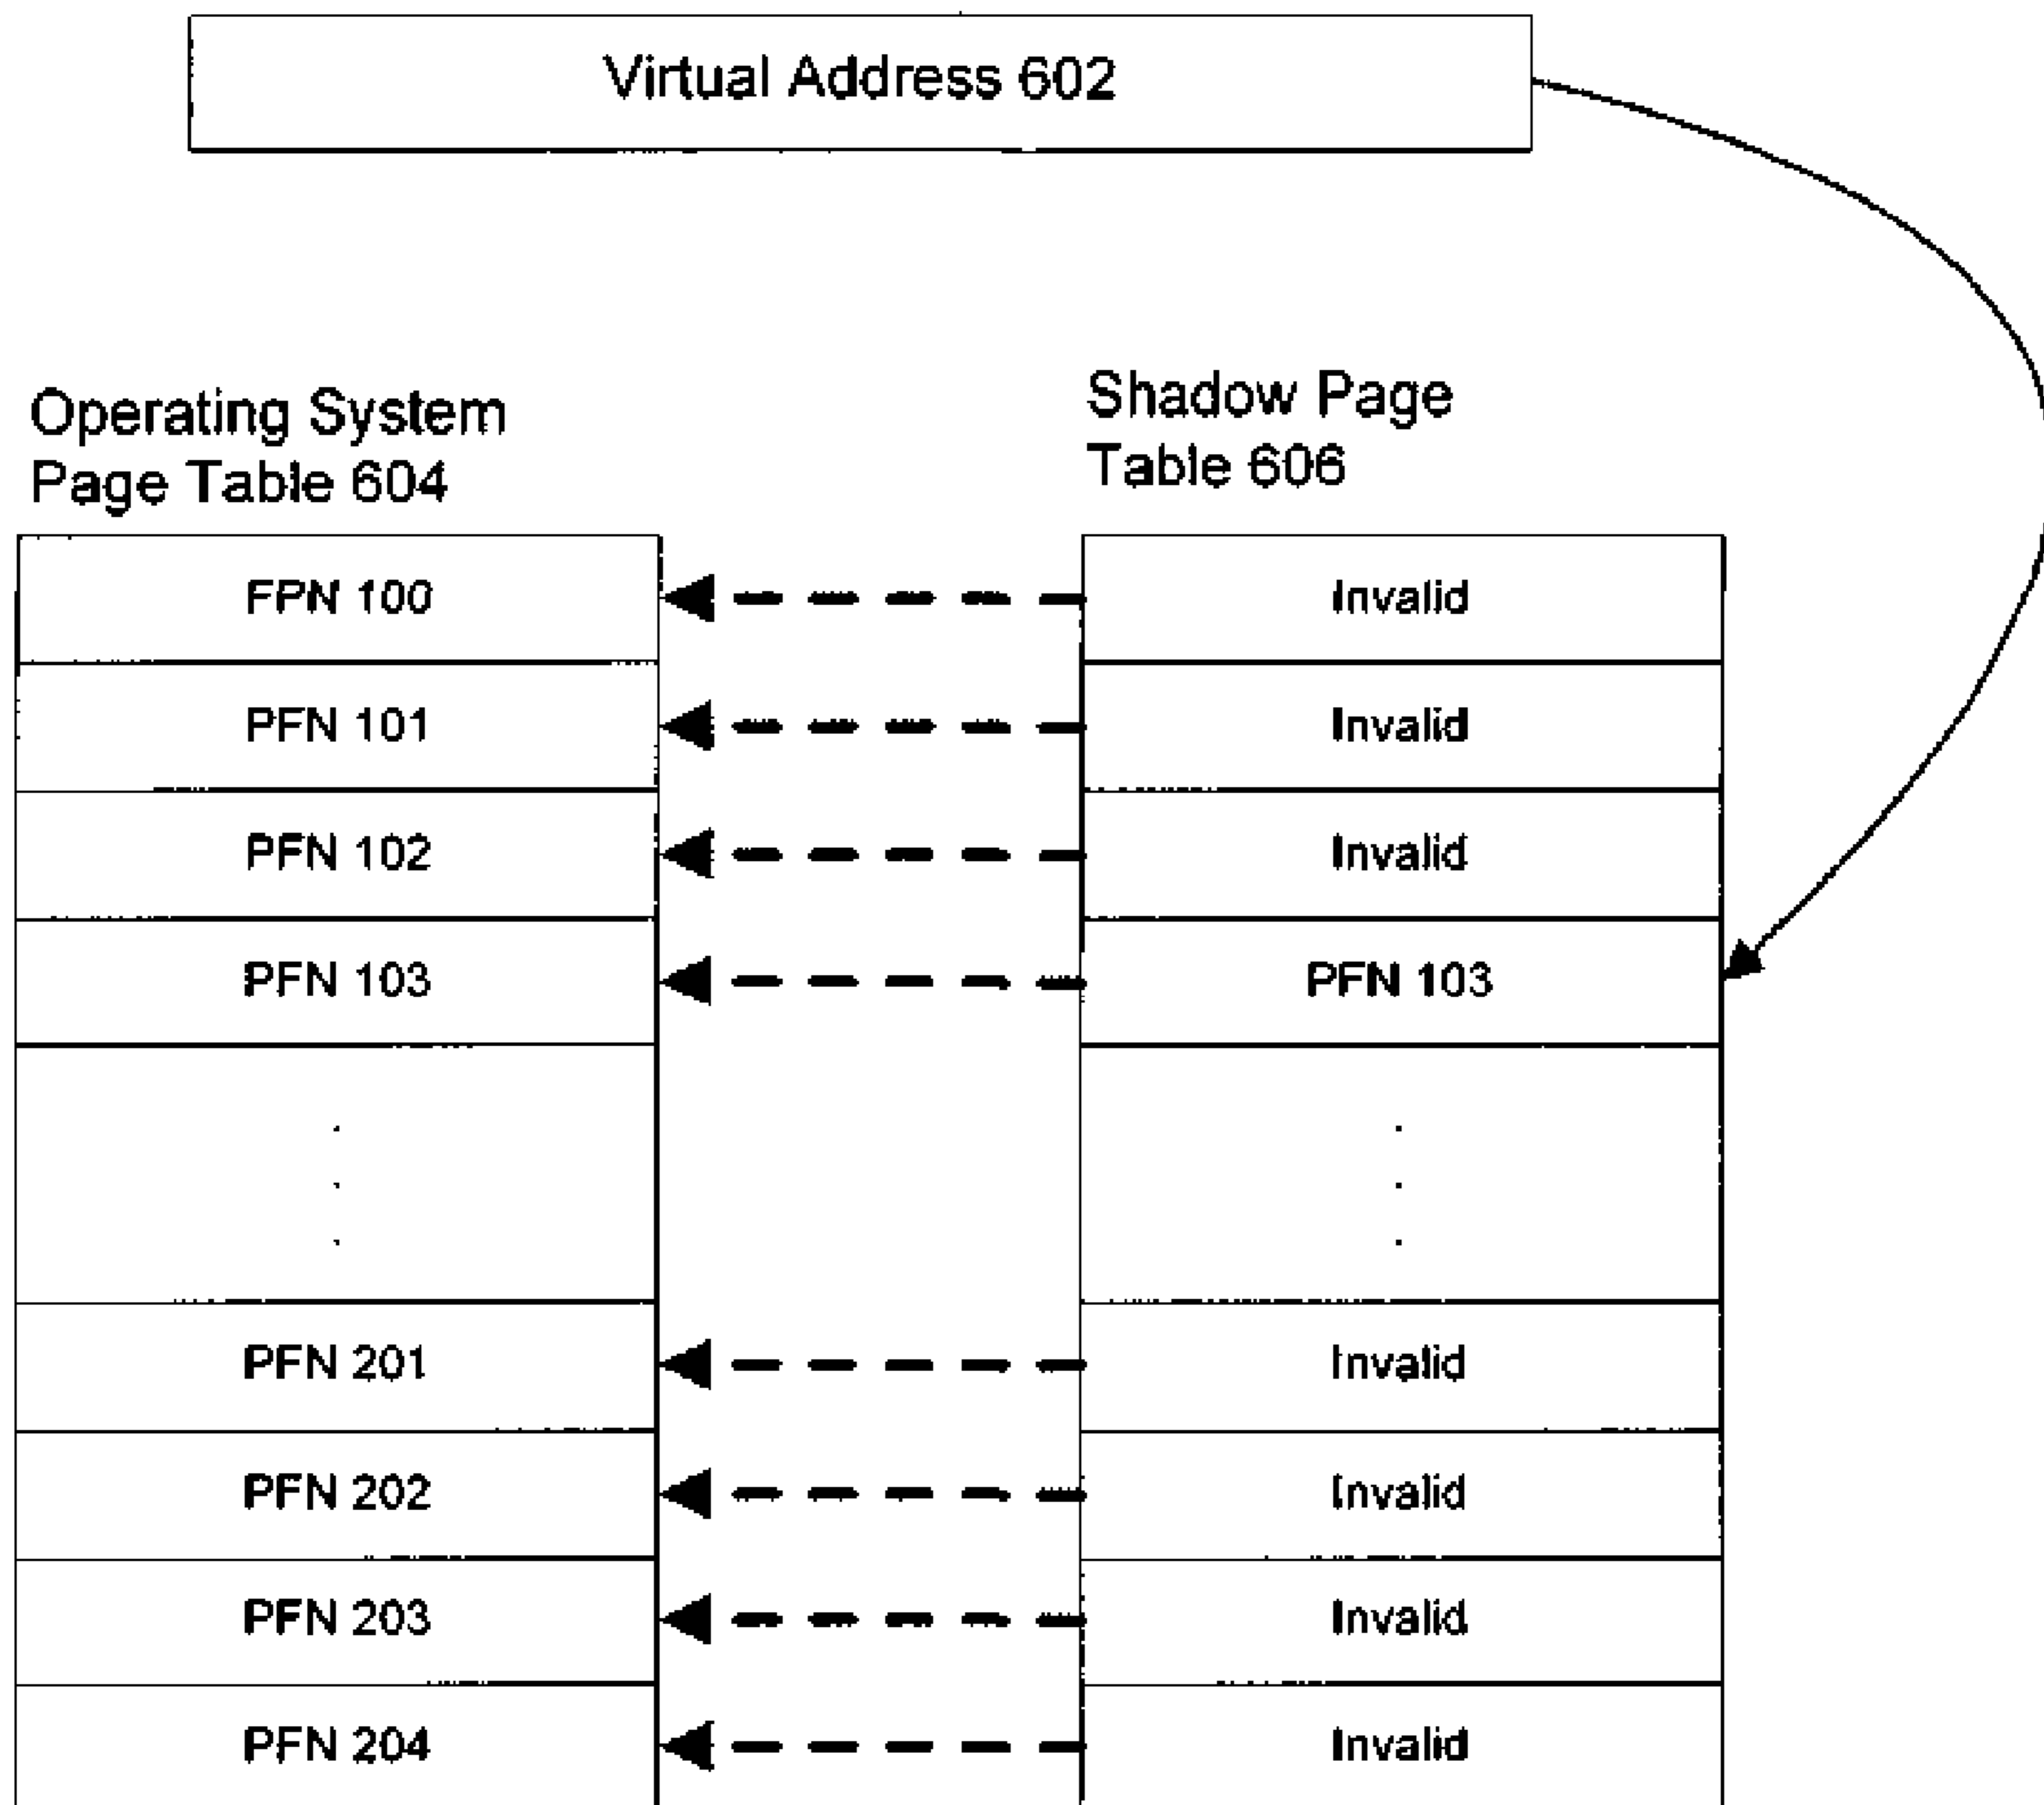 Virtual Address 602
Operating System
Page Table 604
Shadow Page
Table 606
FPN 100
Invalid
PFN 101
Invalid
PFN 102
Invalid
PFN 103
PFN 103
.
.
.
.
.
.
PFN 201
Invalid
PFN 202
Invalid
PFN 203
Invalid
PFN 204
Invalid